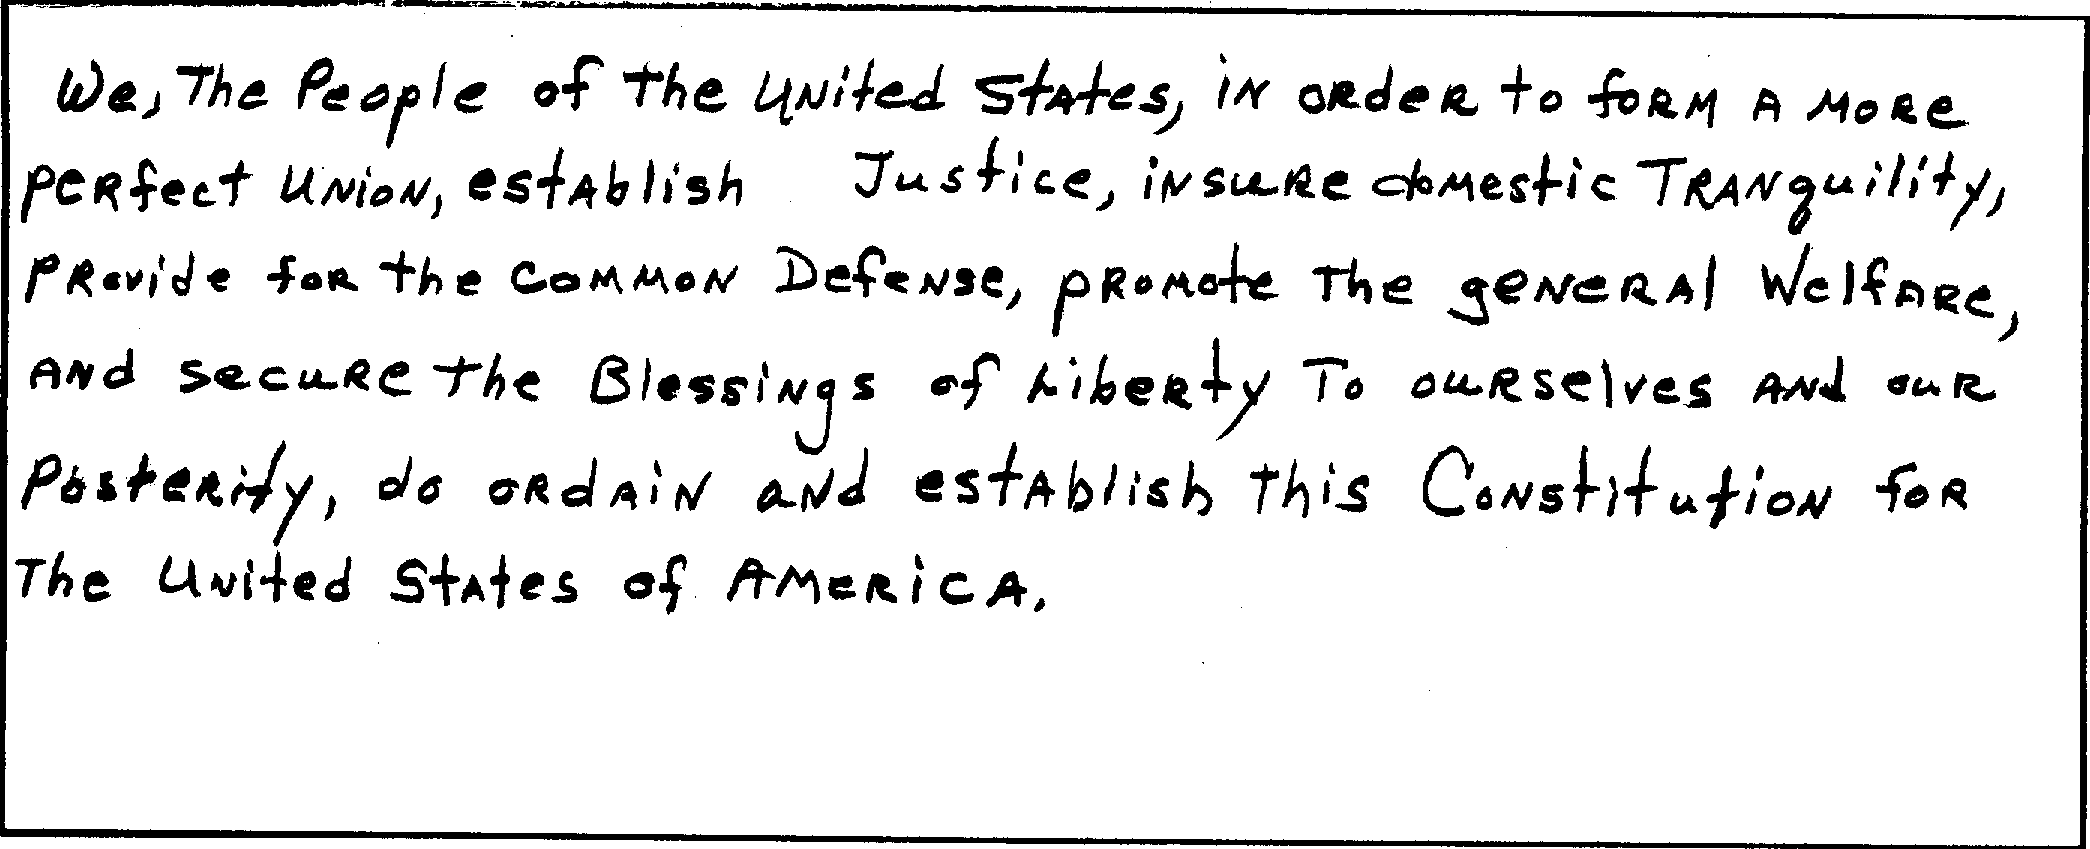 We, The People of the United States, in order to form a more
perfect Union, establish Justice, insure domestic Tranquility,
provide for the common Defense, promote the general Welfare,
and secure the Blessings of Liberty To ourselves and our
Posterity, do ordain and establish this Constitution for
The United States of America.